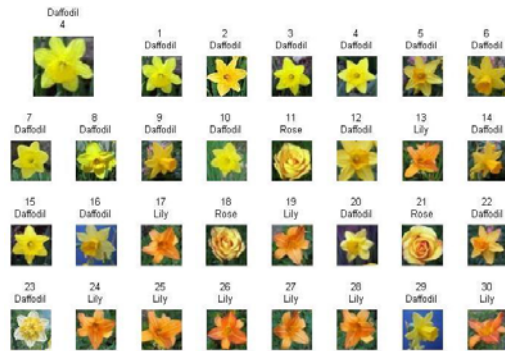 Daffodil
4
1
Daffodil
2
Daffodil
3
Daffodil
4
Daffodil
5
Daffodil
6
Daffodil
7
Daffodil
8
Daffodil
9
Daffodil
10
Daffodil
11
Rose
12
Daffodil
13
Lily
14
Daffodil
15
Daffodil
16
Daffodil
17
Lily
18
Rose
19
Lily
20
Daffodil
21
Rose
22
Daffodil
23
Daffodil
24
Lily
25
Lily
26
Lily
27
Lily
28
Lily
29
Daffodil
30
Lily